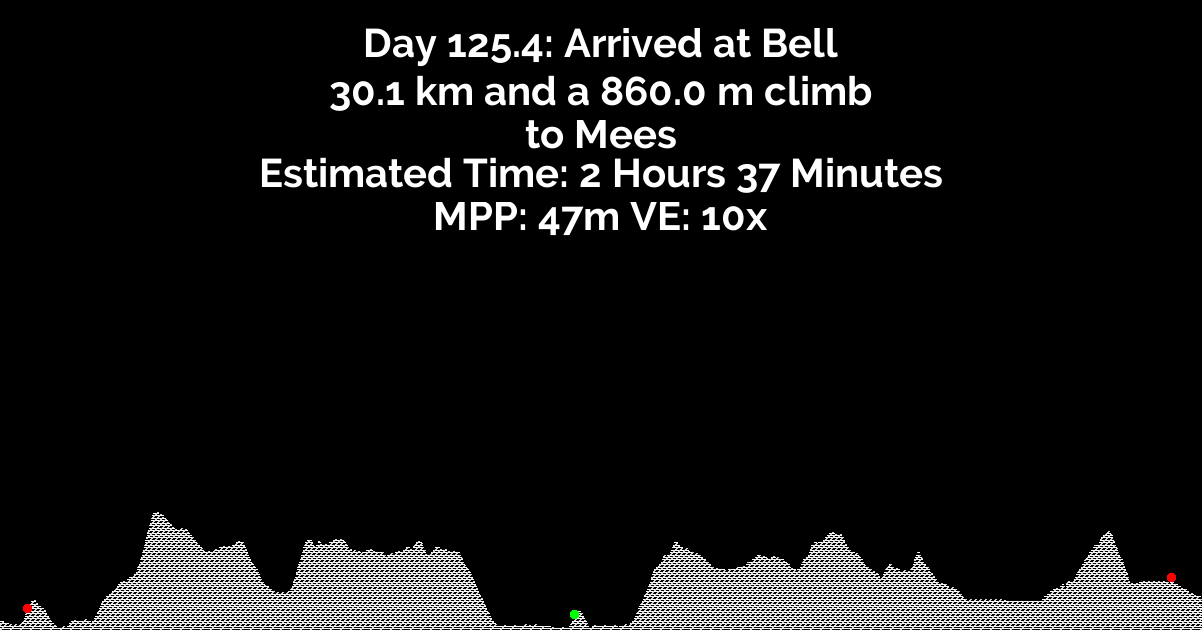 Day 125.4: Arrived at Bell
30.1 km and a 860.0 m climb
to Mees
Estimated Time: 2 Hours 37 Minutes
MPP: 47m VE: 10x